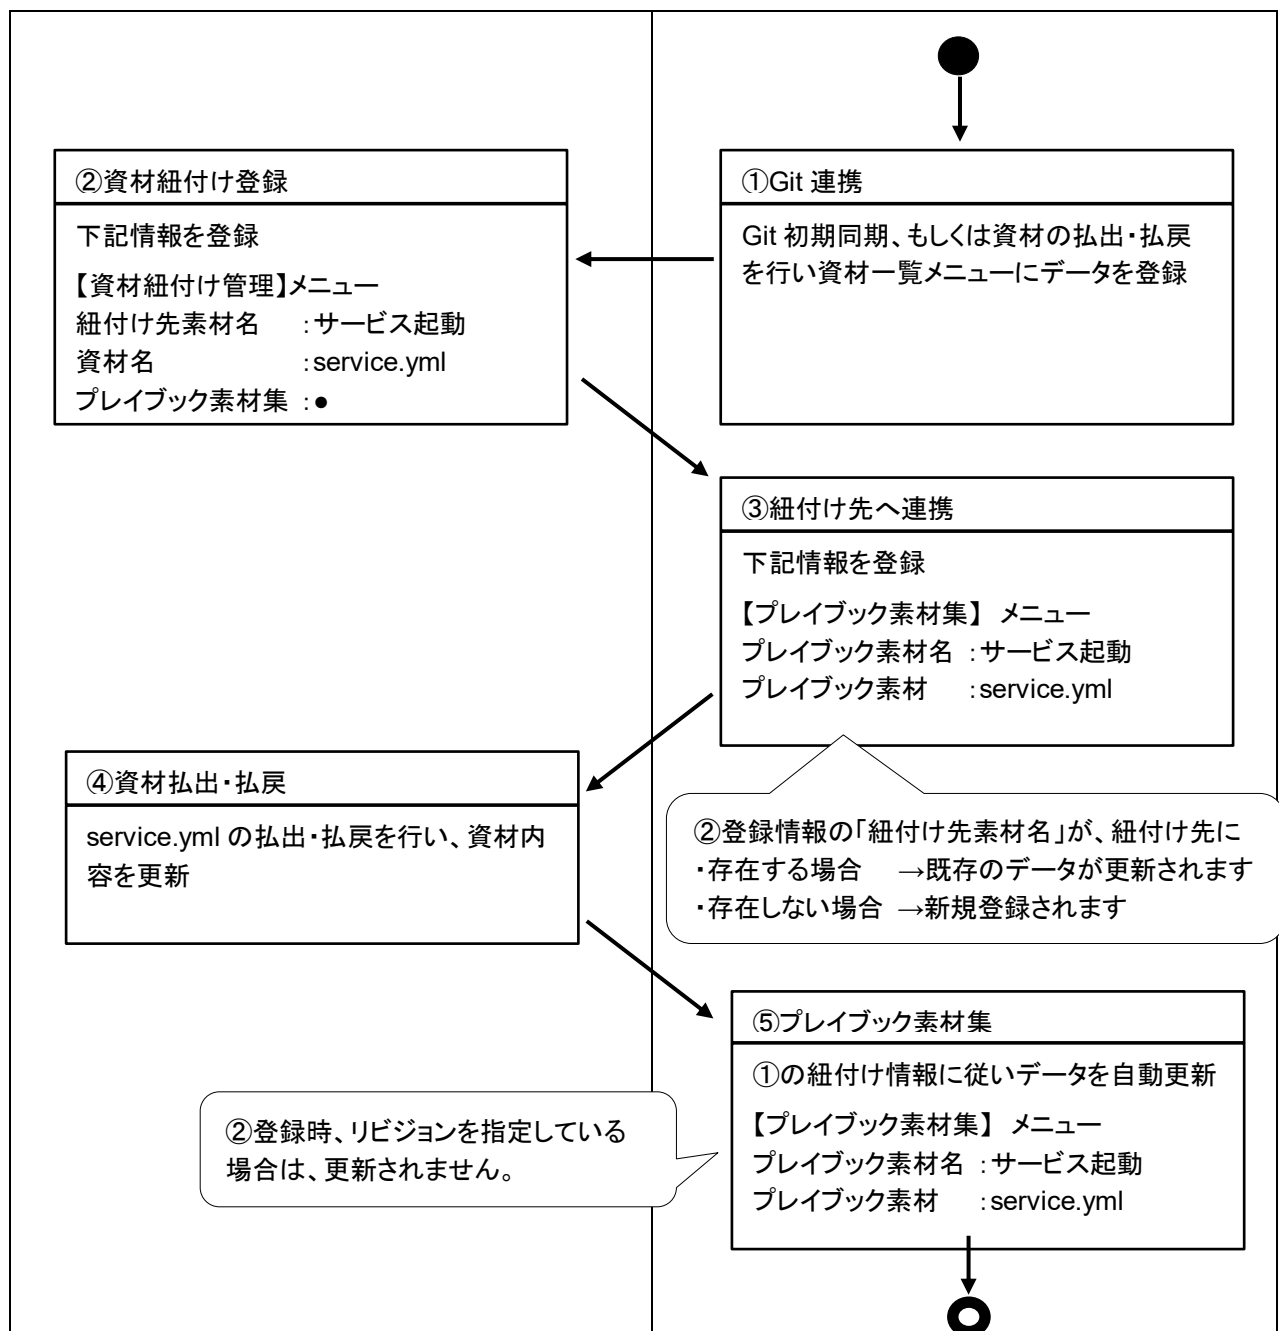 ①Git 連携
Git 初期同期、もしくは資材の払出・払戻
を行い資材一覧メニューにデータを登録
②資材紐付け登録
下記情報を登録
【資材紐付け管理】メニュー
紐付け先素材名 :サービス起動
資材名 :service.yml
プレイブック素材集 :●
③紐付け先へ連携
下記情報を登録
【プレイブック素材集】 メニュー
プレイブック素材名 :サービス起動
プレイブック素材 :service.yml
②登録情報の「紐付け先素材名」が、紐付け先に
・存在する場合 →既存のデータが更新されます
・存在しない場合 →新規登録されます
④資材払出・払戻
service.yml の払出・払戻を行い、資材内
容を更新
⑤プレイブック素材集
①の紐付け情報に従いデータを自動更新
【プレイブック素材集】 メニュー
プレイブック素材名 :サービス起動
プレイブック素材 :service.yml
②登録時、リビジョンを指定している
場合は、更新されません。